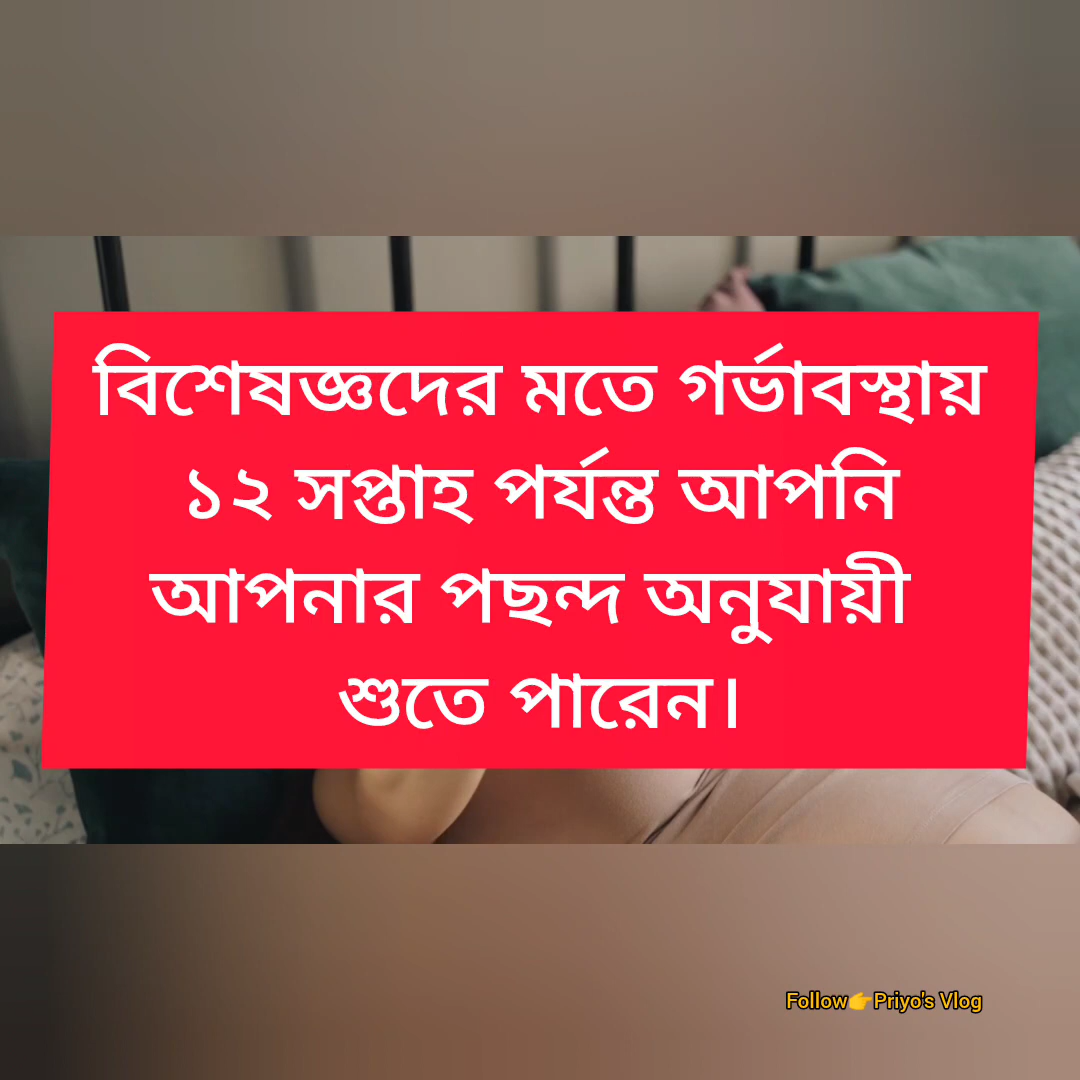 বিশেষজ্ঞদের মতে গর্ভাবস্থায়
১২ সপ্তাহ পর্যন্ত আপনি
আপনার পছন্দ অনুযায়ী
শুতে পারেন।
Follow👉Priyo's Vlog